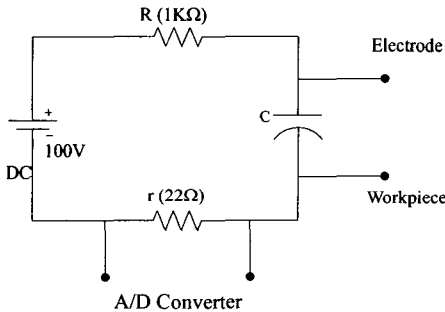 R (1KΩ)
Electrode
+
C
−
100V
DC
r (22Ω)
Workpiece
A/D Converter